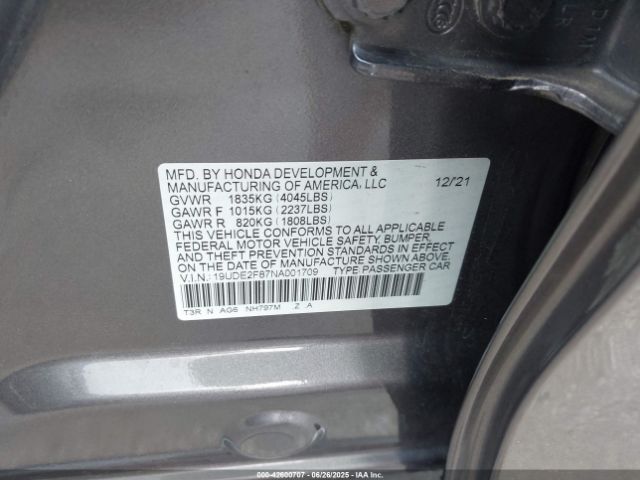 MFD. BY HONDA DEVELOPMENT &
MANUFACTURING OF AMERICA, LLC 12/'21
GVWR 1835KG (4045LBS)
GAWR F 1015KG (2237LBS)
GAWR R 820KG (1808LBS)
THIS VEHICLE CONFORMS TO ALL APPLICABLE
FEDERAL MOTOR VEHICLE SAFETY, BUMPER,
AND THEFT PREVENTION STANDARDS IN EFFECT
ON THE DATE OF MANUFACTURE SHOWN ABOVE.
V.I.N.: 19UDE2F87NA001709 TYPE PASSENGER CAR
T3R N AG6 NH797M Z A
000-42600707 - 06/26/2025 - IAA Inc.